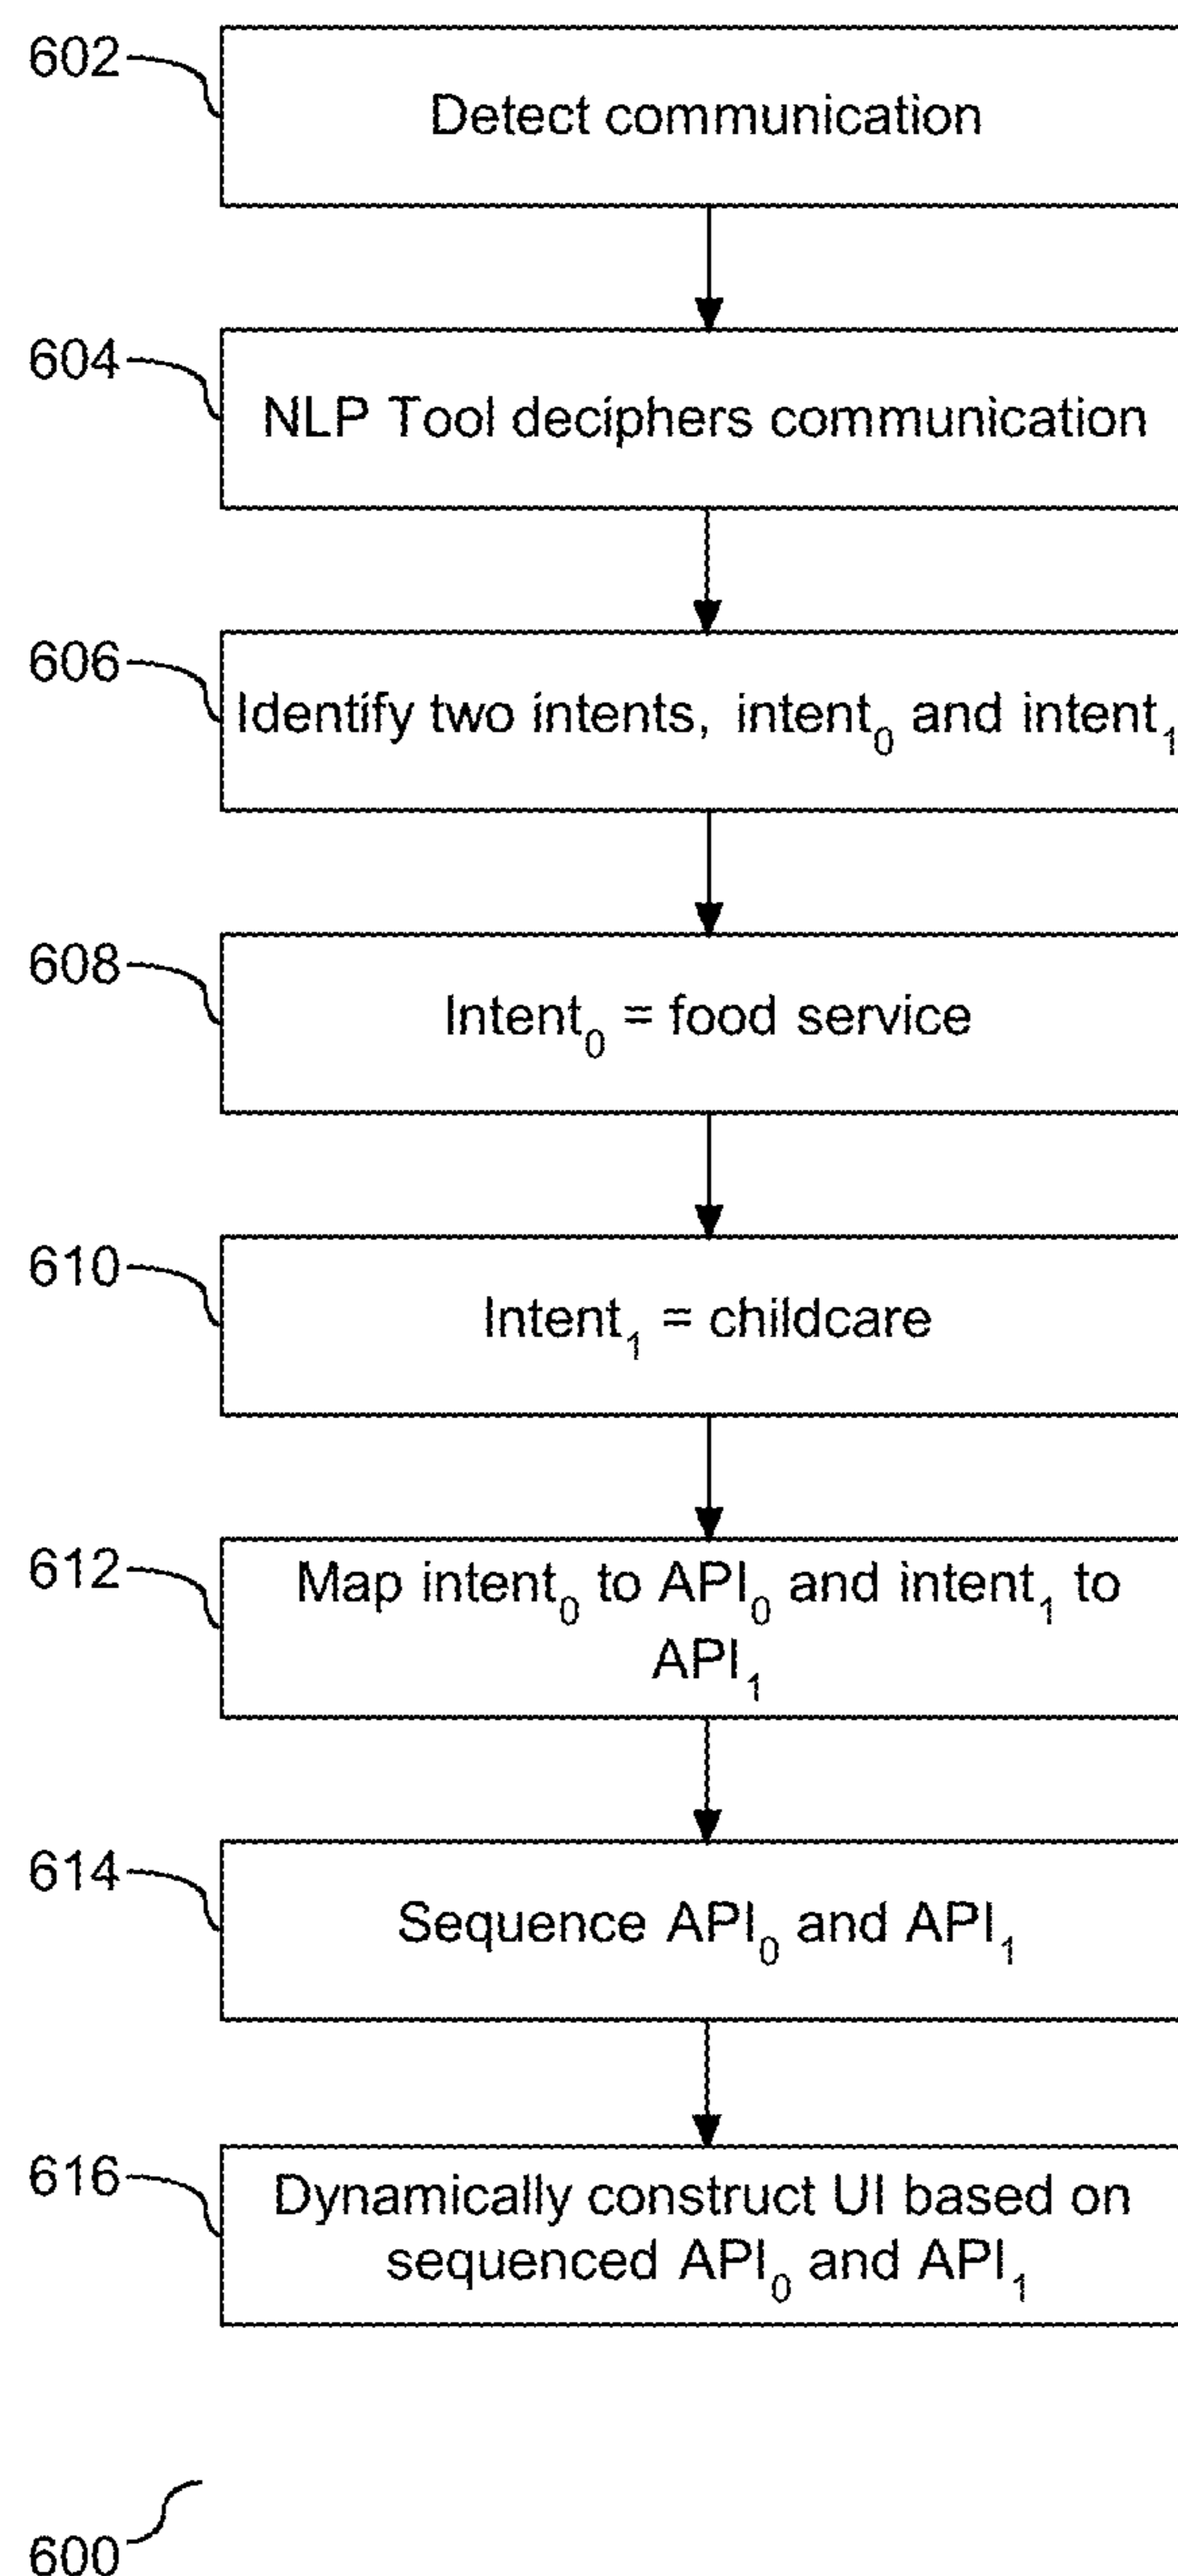 602
Detect communication
604
NLP Tool deciphers communication
606
Identify two intents, intent₀ and intent₁
608
Intent₀ = food service
610
Intent₁ = childcare
612
Map intent₀ to API₀ and intent₁ to
API₁
614
Sequence API₀ and API₁
616
Dynamically construct UI based on
sequenced API₀ and API₁
600